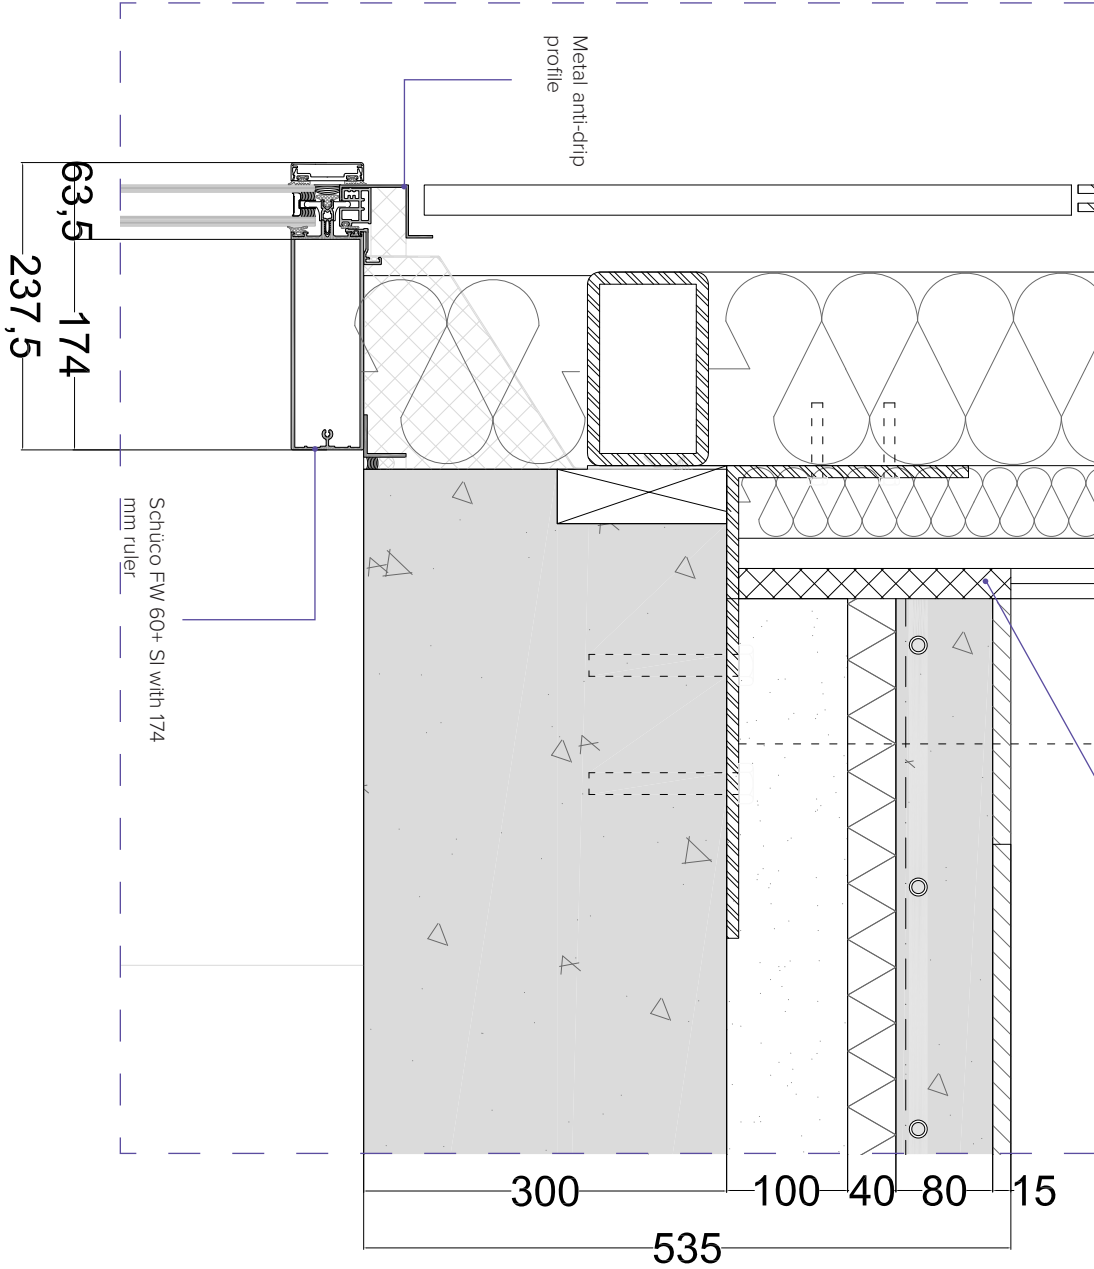 Metal anti-drip
profile
63,5
237,5
174
Schüco FW 60+ SI with 174
mm ruler
300
100
40
80
15
535